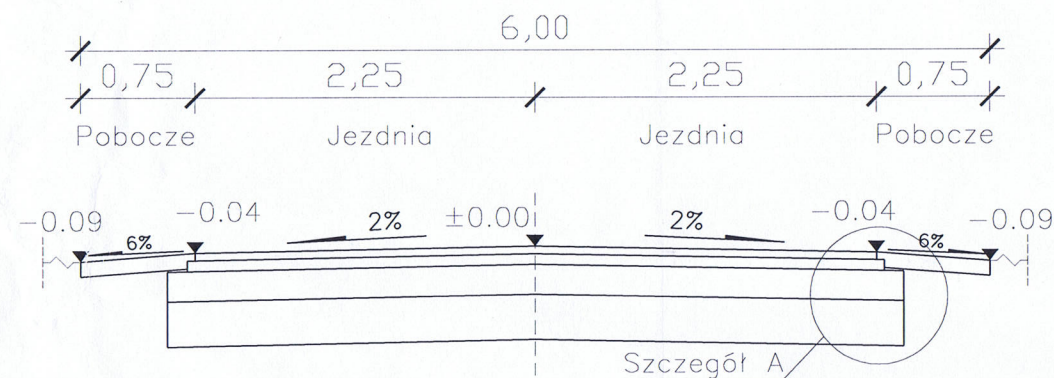 6,00
0,75 2,25 2,25 0,75
Pobocze Jezdnia Jezdnia Pobocze
-0.09 -0.04 2% ±0.00 2% -0.04 -0.09
6% 6%
Szczegół A